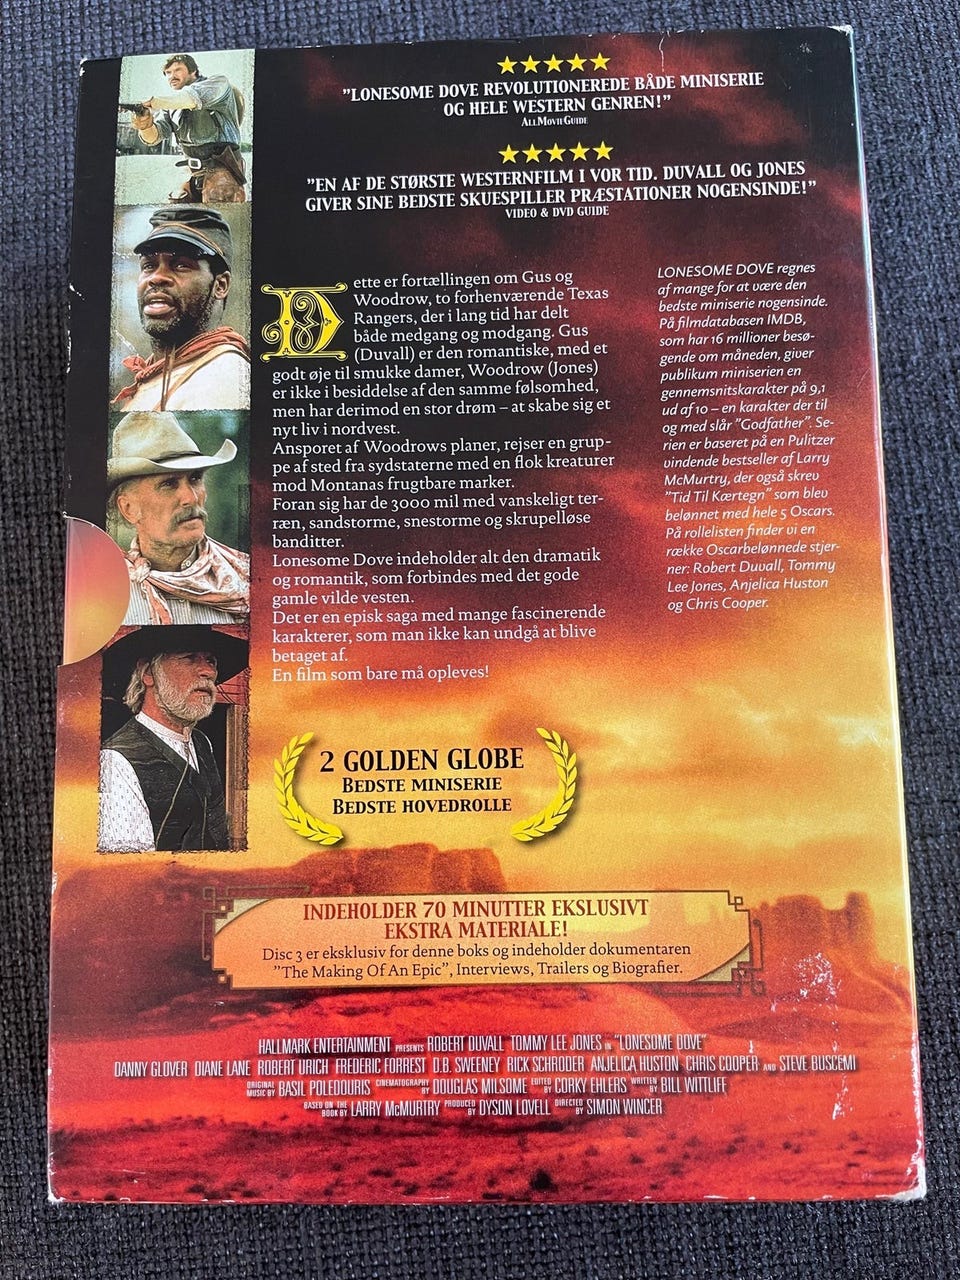 "LONESOME DOVE REVOLUTIONEREDE BÅDE MINISERIE
OG HELE WESTERN GENREN!"
ALLMOVIEGUIDE
"EN AF DE STØRSTE WESTERNFILM I VOR TID. DUVALL OG JONES
GIVER SINE BEDSTE SKUESPILLER PRÆSTATIONER NOGENSINDE!"
VIDEO & DVD GUIDE
Dette er fortællingen om Gus og
Woodrow, to forhenværende Texas
Rangers, der i lang tid har delt
både medgang og modgang. Gus
(Duvall) er den romantiske, med et
godt øje til smukke damer, Woodrow (Jones)
er ikke i besiddelse af den samme følsomhed,
men har derimod en stor drøm – at skabe sig et
nyt liv i nordvest.
Ansporet af Woodrows planer, rejser en grup-
pe af sted fra sydstaterne med en flok kreaturer
mod Montanas frugtbare marker.
Foran sig har de 3000 mil med vanskeligt ter-
ræn, sandstorme, snestorme og skrupelløse
banditter.
Lonesome Dove indeholder alt den dramatik
og romantik, som forbindes med det gode
gamle vilde vesten.
Det er en episk saga med mange fascinerende
karakterer, som man ikke kan undgå at blive
betaget af.
En film som bare må opleves!
LONESOME DOVE regnes
af mange for at være den
bedste miniserie nogensinde.
På filmdatabasen IMDB,
som har 16 millioner besø-
gende om måneden, giver
publikum miniserien en
gennemsnitskarakter på 9,1
ud af 10 – en karakter der til
og med slår "Godfather". Se-
rien er baseret på en Pulitzer
vindende bestseller af Larry
McMurtry, der også skrev
"Tid Til Kærtegn" som blev
belønnet med hele 5 Oscars.
På rollelisten finder vi en
række Oscarbelønnede stjer-
ner: Robert Duvall, Tommy
Lee Jones, Anjelica Huston
og Chris Cooper.
2 GOLDEN GLOBE
BEDSTE MINISERIE
BEDSTE HOVEDROLLE
INDEHOLDER 70 MINUTTER EKSLUSIVT
EKSTRA MATERIALE!
Disc 3 er eksklusiv for denne boks og indeholder dokumentaren
"The Making Of An Epic", Interviews, Trailers og Biografier.
HALLMARK ENTERTAINMENT PRESENTS ROBERT DUVALL TOMMY LEE JONES IN "LONESOME DOVE"
DANNY GLOVER DIANE LANE ROBERT URICH FREDERIC FORREST D.B. SWEENEY RICK SCHRODER ANJELICA HUSTON CHRIS COOPER AND STEVE BUSCEMI
ORIGINAL MUSIC BY BASIL POLEDOURIS CINEMATOGRAPHY BY DOUGLAS MILSOME EDITED BY CORKY EHLERS WRITTEN BY BILL WITTLIFF
BASED ON THE BOOK BY LARRY McMURTRY PRODUCED BY DYSON LOVELL DIRECTED BY SIMON WINCER